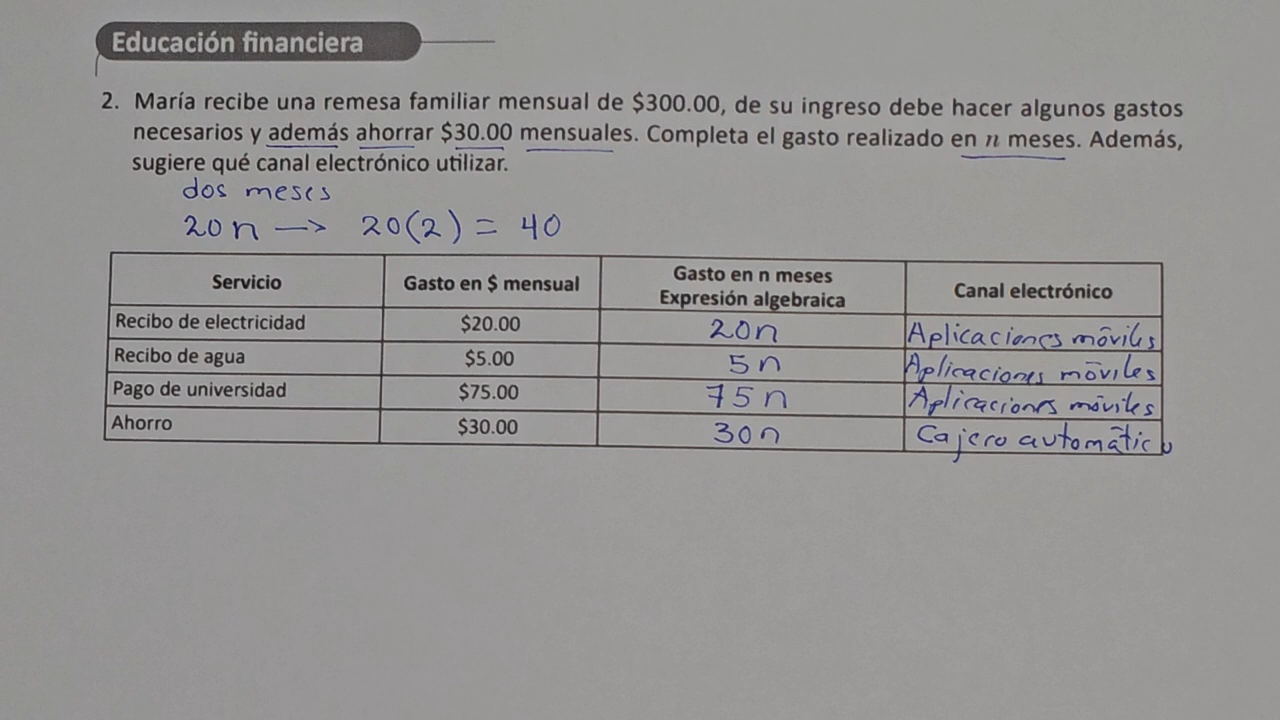 Educación financiera
2. María recibe una remesa familiar mensual de $300.00, de su ingreso debe hacer algunos gastos
necesarios y además ahorrar $30.00 mensuales. Completa el gasto realizado en n meses. Además,
sugiere qué canal electrónico utilizar.
dos meses
20n —> 20(2) = 40
Servicio Gasto en $ mensual Gasto en n meses Expresión algebraica Canal electrónico
Recibo de electricidad $20.00 20n Aplicaciones móviles
Recibo de agua $5.00 5n Aplicaciones móviles
Pago de universidad $75.00 75n Aplicaciones móviles
Ahorro $30.00 30n Cajero automático